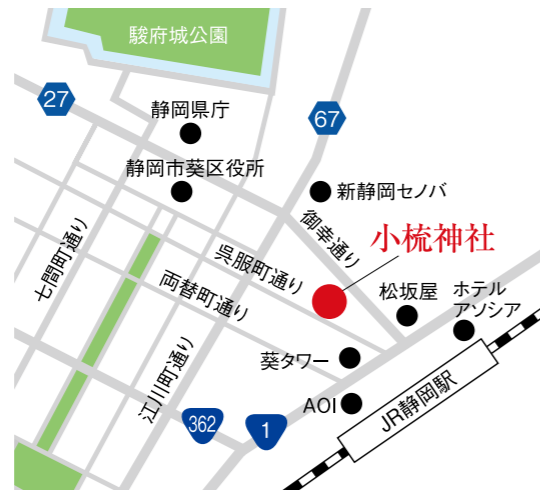 駿府城公園
27
静岡県庁
67
静岡市葵区役所
新静岡セノバ
御幸通り
小梳神社
呉服町通り
七間町通り
両替町通り
松坂屋
ホテル
アソシア
江川町通り
葵タワー
AOI
JR静岡駅
362
1